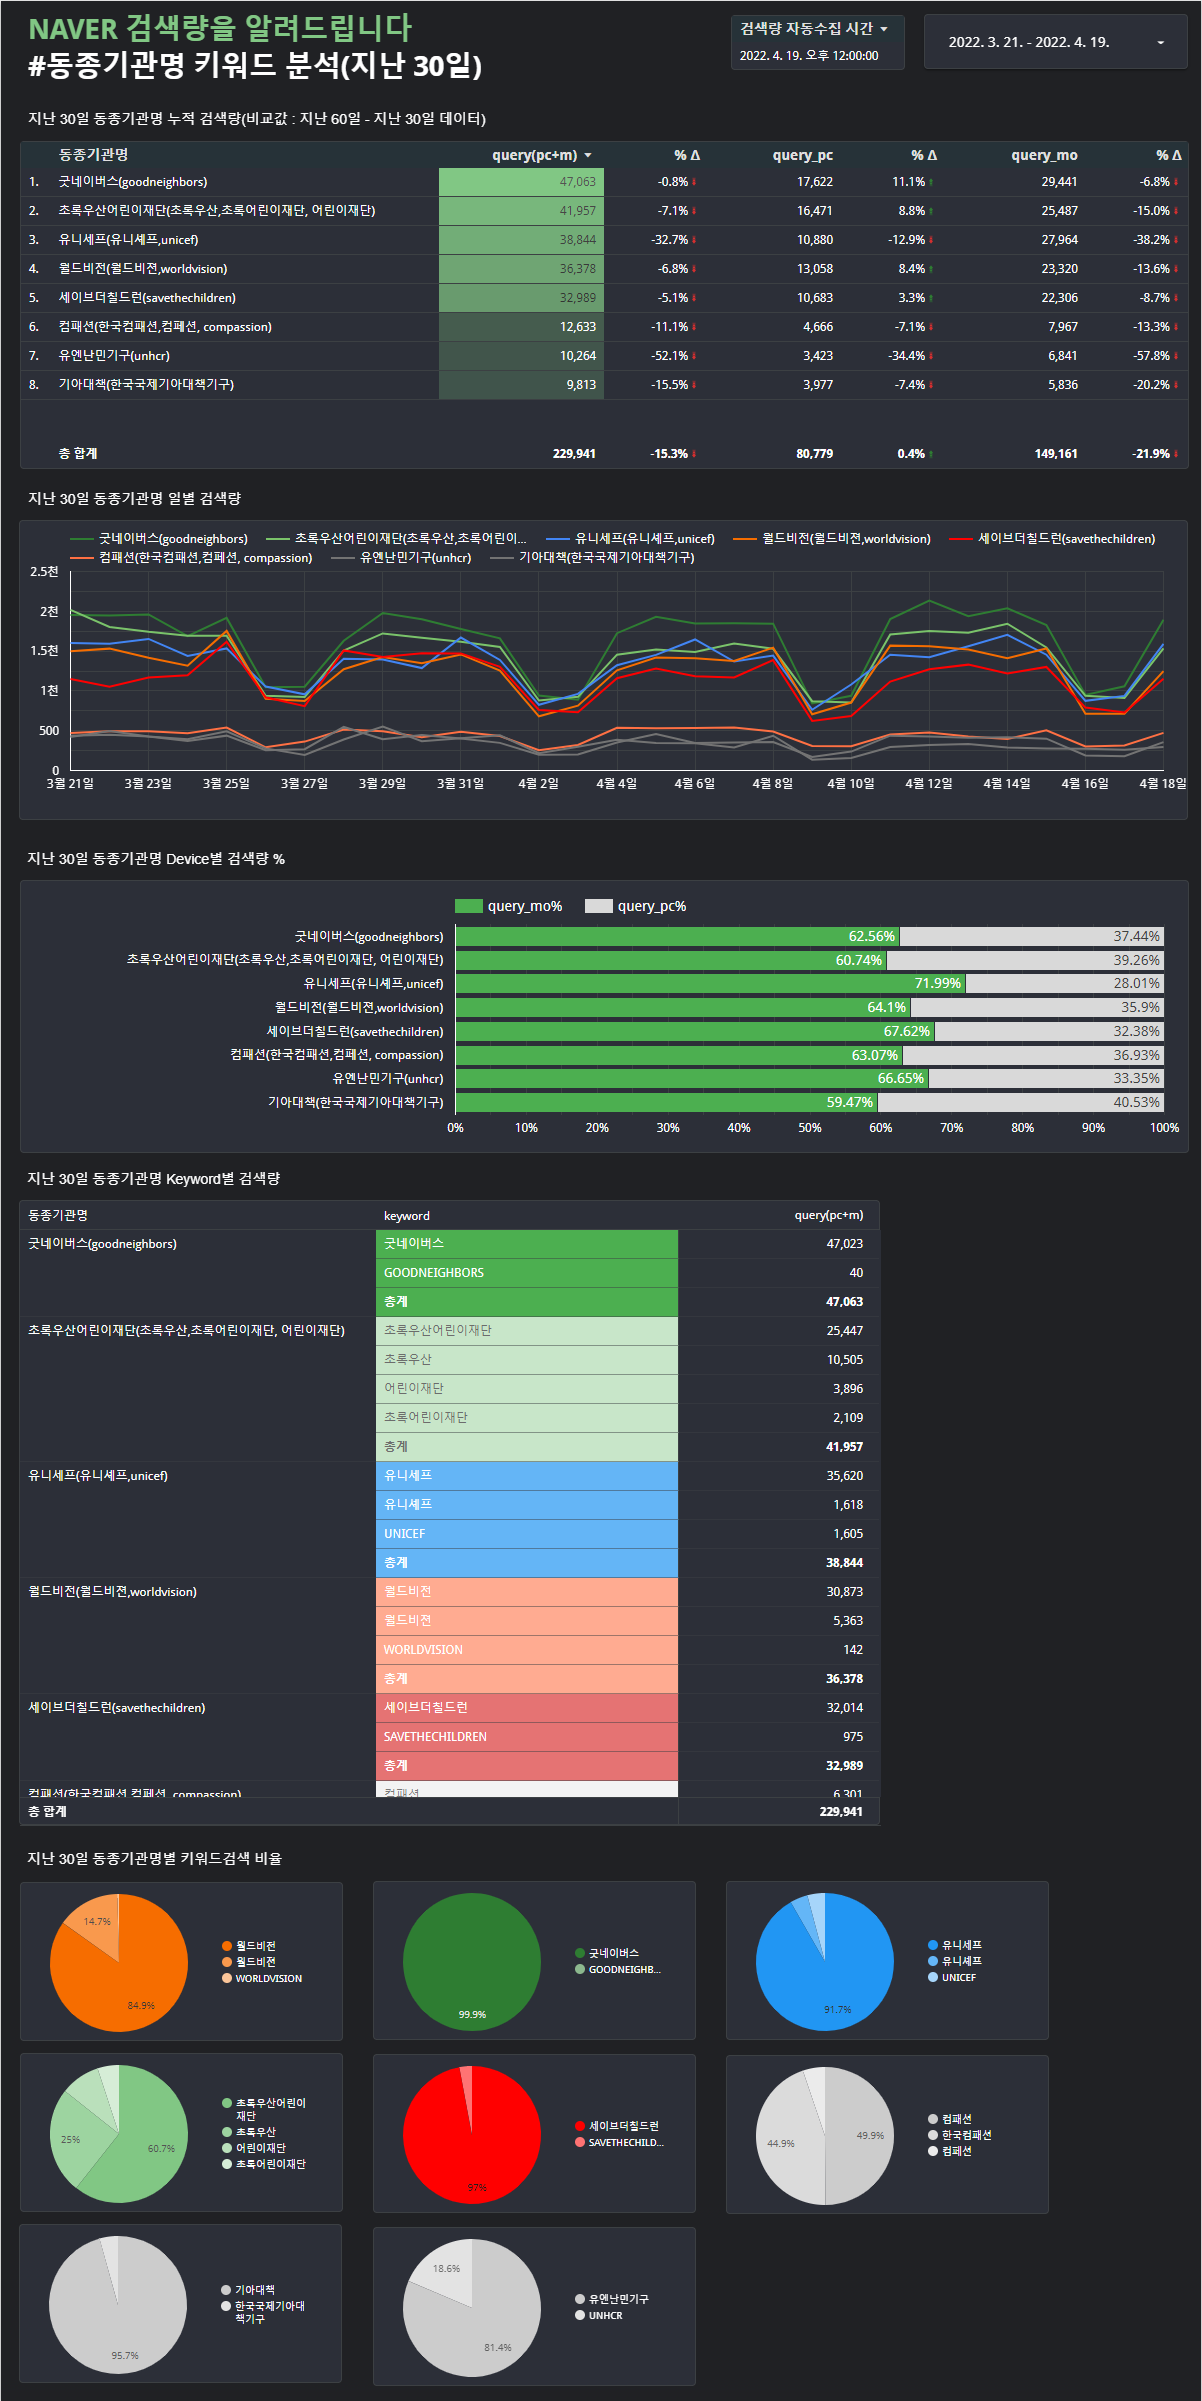 NAVER 검색량을 알려드립니다
#동종기관명 키워드 분석(지난 30일)
검색량 자동수집 시간
2022. 4. 19. 오후 12:00:00
2022. 3. 21. - 2022. 4. 19.
지난 30일 동종기관명 누적 검색량(비교값 : 지난 60일 - 지난 30일 데이터)
동종기관명 query(pc+m) % Δ query_pc % Δ query_mo % Δ
1. 굿네이버스(goodneighbors) 47,063 -0.8% 17,622 11.1% 29,441 -6.8%
2. 초록우산어린이재단(초록우산,초록어린이재단, 어린이재단) 41,957 -7.1% 16,471 8.8% 25,487 -15.0%
3. 유니세프(유니셰프,unicef) 38,844 -32.7% 10,880 -12.9% 27,964 -38.2%
4. 월드비전(월드비젼,worldvision) 36,378 -6.8% 13,058 8.4% 23,320 -13.6%
5. 세이브더칠드런(savethechildren) 32,989 -5.1% 10,683 3.3% 22,306 -8.7%
6. 컴패션(한국컴패션,컴페션, compassion) 12,633 -11.1% 4,666 -7.1% 7,967 -13.3%
7. 유엔난민기구(unhcr) 10,264 -52.1% 3,423 -34.4% 6,841 -57.8%
8. 기아대책(한국국제기아대책기구) 9,813 -15.5% 3,977 -7.4% 5,836 -20.2%
총 합계 229,941 -15.3% 80,779 0.4% 149,161 -21.9%
지난 30일 동종기관명 일별 검색량
굿네이버스(goodneighbors) 초록우산어린이재단(초록우산,초록어린이... 유니세프(유니셰프,unicef) 월드비전(월드비젼,worldvision) 세이브더칠드런(savethechildren)
컴패션(한국컴패션,컴페션, compassion) 유엔난민기구(unhcr) 기아대책(한국국제기아대책기구)
2.5천
2천
1.5천
1천
500
0
3월 21일 3월 23일 3월 25일 3월 27일 3월 29일 3월 31일 4월 2일 4월 4일 4월 6일 4월 8일 4월 10일 4월 12일 4월 14일 4월 16일 4월 18일
지난 30일 동종기관명 Device별 검색량 %
query_mo% query_pc%
굿네이버스(goodneighbors) 62.56% 37.44%
초록우산어린이재단(초록우산,초록어린이재단, 어린이재단) 60.74% 39.26%
유니세프(유니셰프,unicef) 71.99% 28.01%
월드비전(월드비젼,worldvision) 64.1% 35.9%
세이브더칠드런(savethechildren) 67.62% 32.38%
컴패션(한국컴패션,컴페션, compassion) 63.07% 36.93%
유엔난민기구(unhcr) 66.65% 33.35%
기아대책(한국국제기아대책기구) 59.47% 40.53%
0% 10% 20% 30% 40% 50% 60% 70% 80% 90% 100%
지난 30일 동종기관명 Keyword별 검색량
동종기관명 keyword query(pc+m)
굿네이버스(goodneighbors) 굿네이버스 47,023
GOODNEIGHBORS 40
총계 47,063
초록우산어린이재단(초록우산,초록어린이재단, 어린이재단) 초록우산어린이재단 25,447
초록우산 10,505
어린이재단 3,896
초록어린이재단 2,109
총계 41,957
유니세프(유니셰프,unicef) 유니세프 35,620
유니셰프 1,618
UNICEF 1,605
총계 38,844
월드비전(월드비젼,worldvision) 월드비전 30,873
월드비젼 5,363
WORLDVISION 142
총계 36,378
세이브더칠드런(savethechildren) 세이브더칠드런 32,014
SAVETHECHILDREN 975
총계 32,989
컴패션(한국컴패션,컴페션, compassion) 컴패션 6,301
총 합계 229,941
지난 30일 동종기관명별 키워드검색 비율
14.7%
84.9%
월드비전
월드비젼
WORLDVISION
99.9%
굿네이버스
GOODNEIGHB...
91.7%
유니세프
유니셰프
UNICEF
25%
60.7%
초록우산어린이
재단
초록우산
어린이재단
초록어린이재단
97%
세이브더칠드런
SAVETHECHILD...
44.9%
49.9%
컴패션
한국컴패션
컴페션
95.7%
기아대책
한국국제기아대
책기구
18.6%
81.4%
유엔난민기구
UNHCR